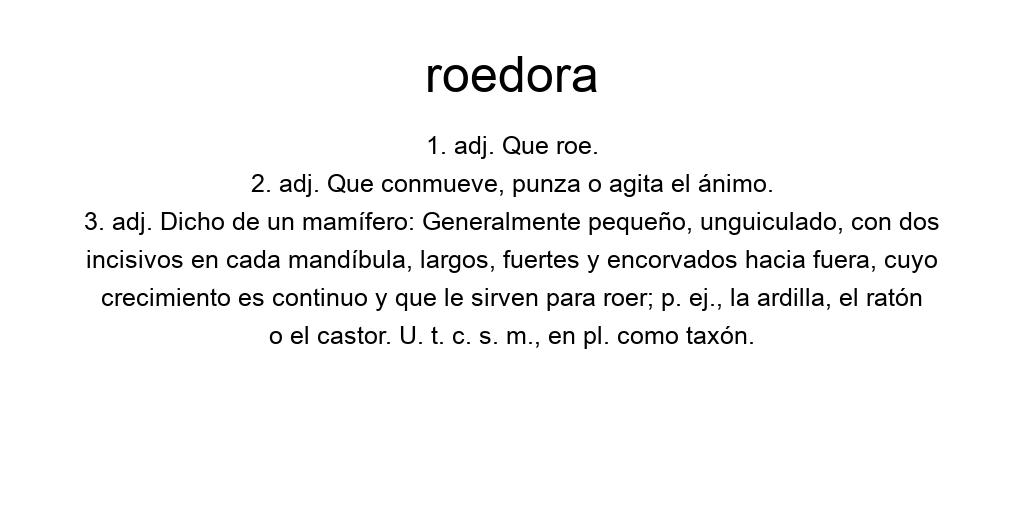 roedora
1. adj. Que roe.
2. adj. Que conmueve, punza o agita el ánimo.
3. adj. Dicho de un mamífero: Generalmente pequeño, unguiculado, con dos
incisivos en cada mandíbula, largos, fuertes y encorvados hacia fuera, cuyo
crecimiento es continuo y que le sirven para roer; p. ej., la ardilla, el ratón
o el castor. U. t. c. s. m., en pl. como taxón.